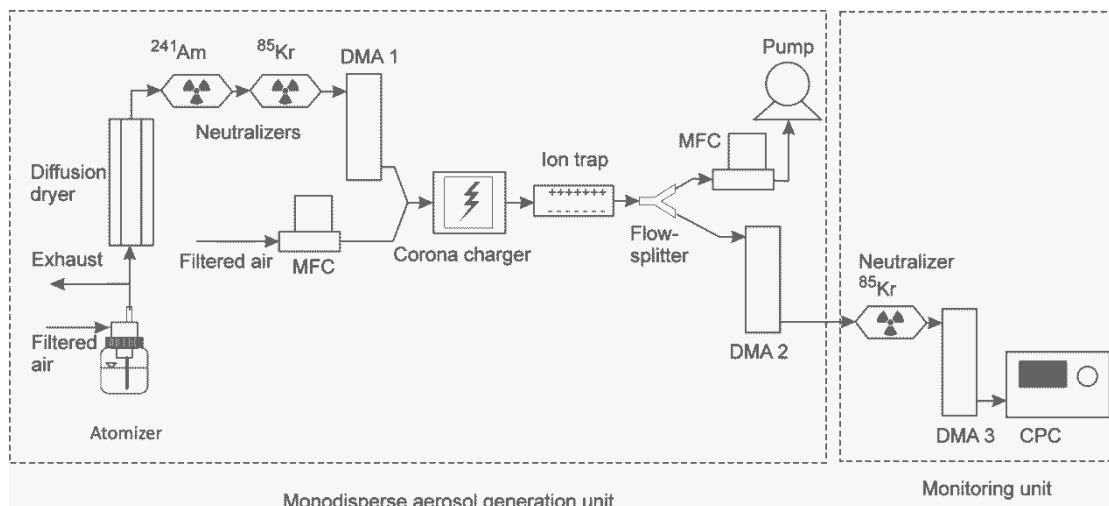 241Am
85Kr
DMA 1
Neutralizers
Diffusion
dryer
Exhaust
Filtered
air
Atomizer
Filtered air
MFC
Corona charger
Ion trap
+++++++
- - - - - - -
Flow-
splitter
MFC
Pump
DMA 2
Neutralizer
85Kr
DMA 3
CPC
Monodisperse aerosol generation unit
Monitoring unit